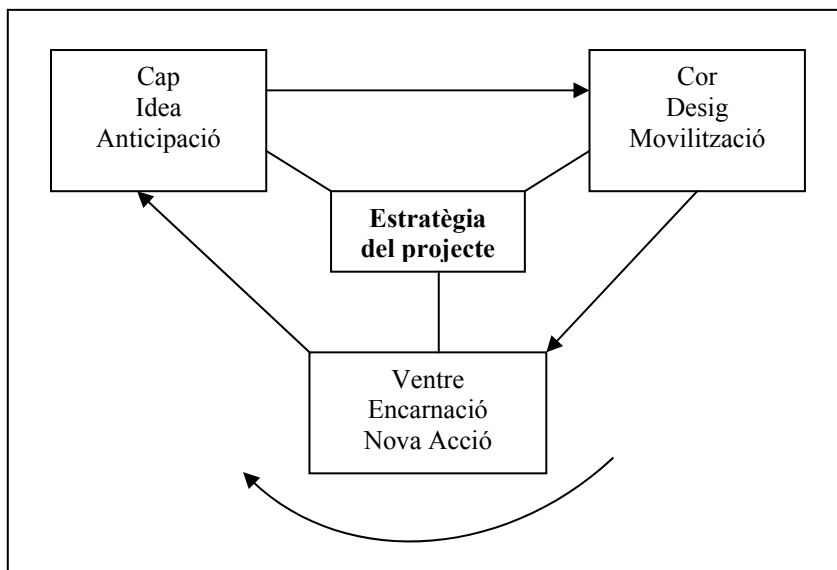 Cap
Idea
Anticipació
Cor
Desig
Movilització
Estratègia
del projecte
Ventre
Encarnació
Nova Acció